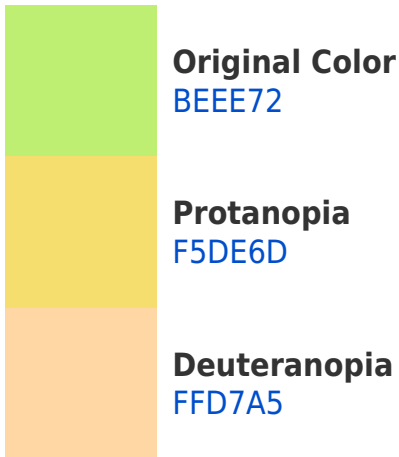 Original Color
BEEE72
Protanopia
F5DE6D
Deuteranopia
FFD7A5